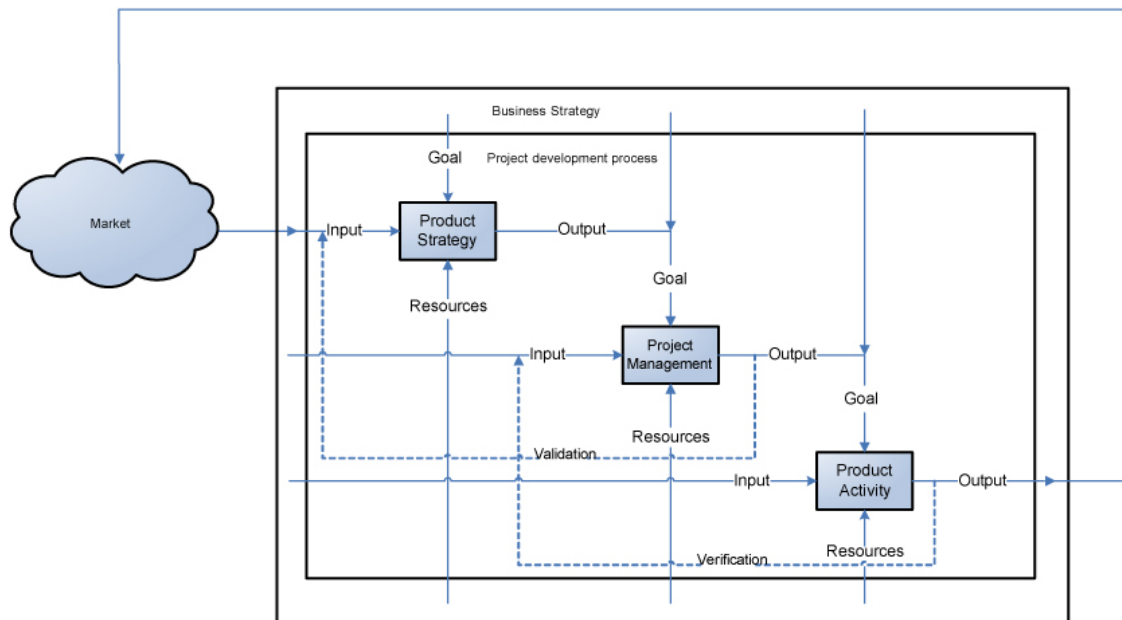 Business Strategy
Goal
Project development process
Market
Input
Product
Strategy
Output
Resources
Goal
Input
Project
Management
Output
Goal
Resources
Validation
Input
Product
Activity
Output
Resources
Verification